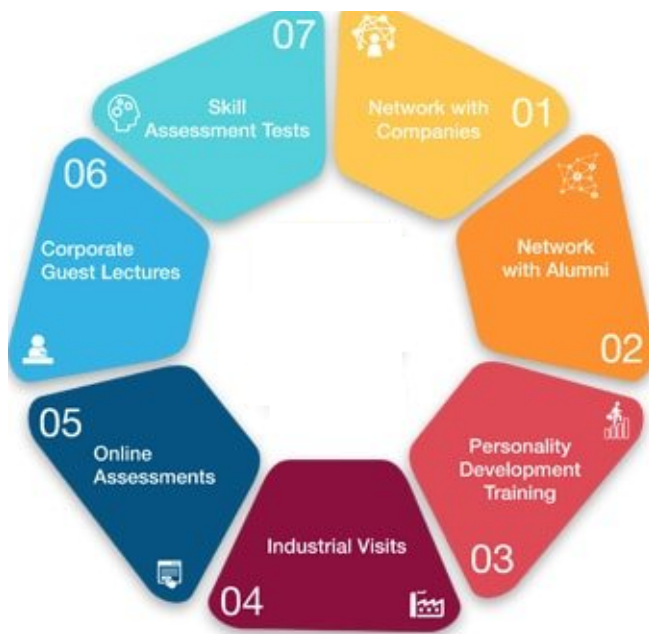 01
Network with
Companies
02
Network
with Alumni
03
Personality
Development
Training
04
Industrial Visits
05
Online
Assessments
06
Corporate
Guest Lectures
07
Skill
Assessment Tests